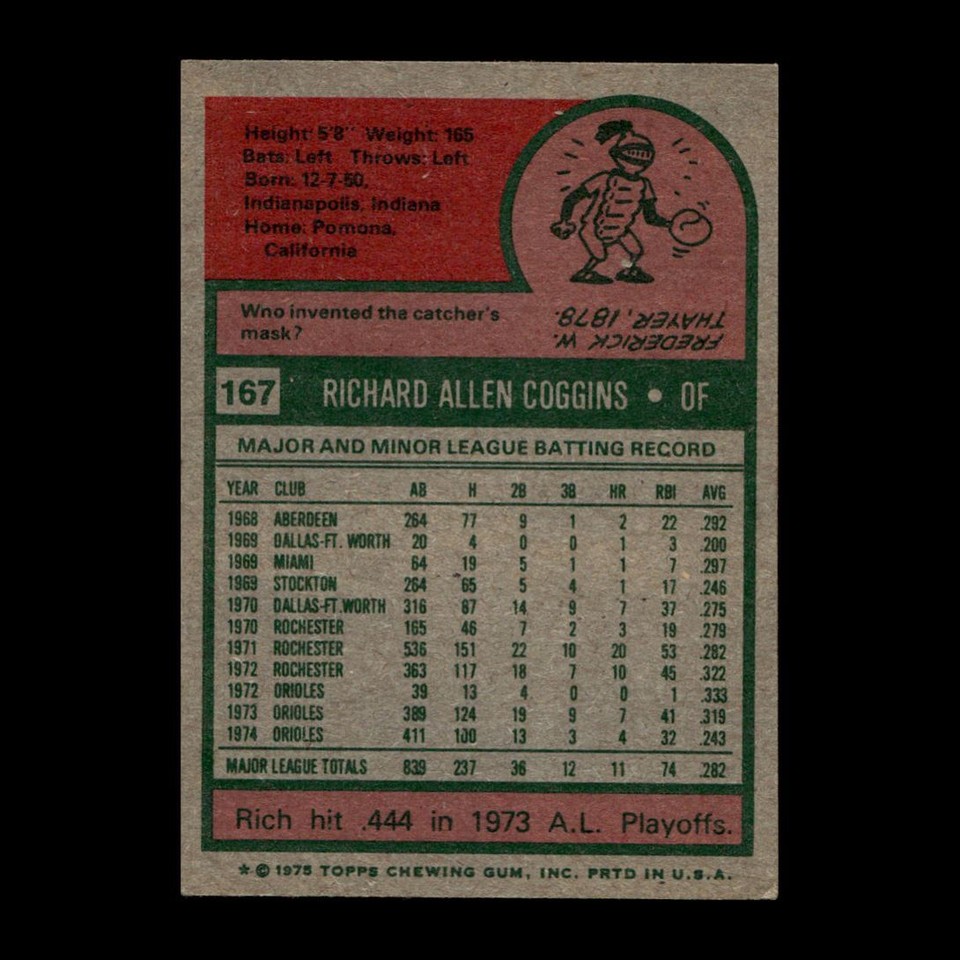 Height: 5'8" Weight: 165
Bats: Left Throws: Left
Born: 12-7-50,
Indianapolis, Indiana
Home: Pomona,
California
Who invented the catcher's
mask?
FREDERICK W.
THAYER, 1878.
167 RICHARD ALLEN COGGINS • OF
MAJOR AND MINOR LEAGUE BATTING RECORD
YEAR CLUB AB H 2B 3B HR RBI AVG
1968 ABERDEEN 264 77 9 1 2 22 .292
1969 DALLAS-FT. WORTH 20 4 0 0 1 3 .200
1969 MIAMI 64 19 5 1 1 7 .297
1969 STOCKTON 264 65 5 4 1 17 .246
1970 DALLAS-FT.WORTH 316 87 14 9 7 37 .275
1970 ROCHESTER 165 46 7 2 3 19 .279
1971 ROCHESTER 536 151 22 10 20 53 .282
1972 ROCHESTER 363 117 18 7 10 45 .322
1972 ORIOLES 39 13 4 0 0 1 .333
1973 ORIOLES 389 124 19 9 7 41 .319
1974 ORIOLES 411 100 13 3 4 32 .243
MAJOR LEAGUE TOTALS 839 237 36 12 11 74 .282
Rich hit .444 in 1973 A.L. Playoffs.
* © 1975 TOPPS CHEWING GUM, INC. PRTD IN U.S.A.